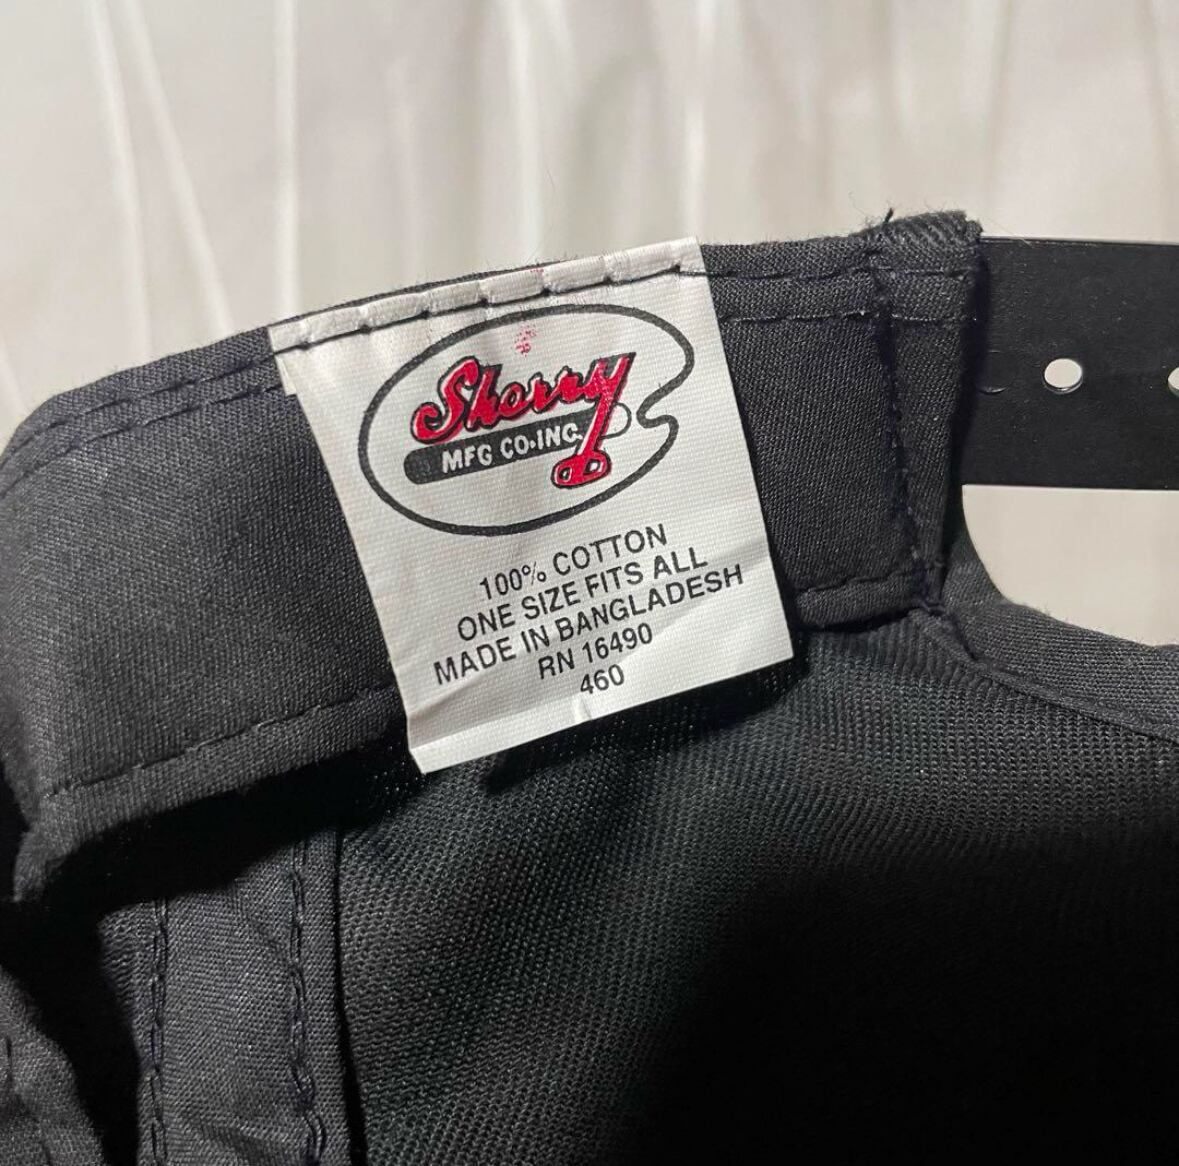 Sherry
MFG CO.INC.
100% COTTON
ONE SIZE FITS ALL
MADE IN BANGLADESH
RN 16490
460